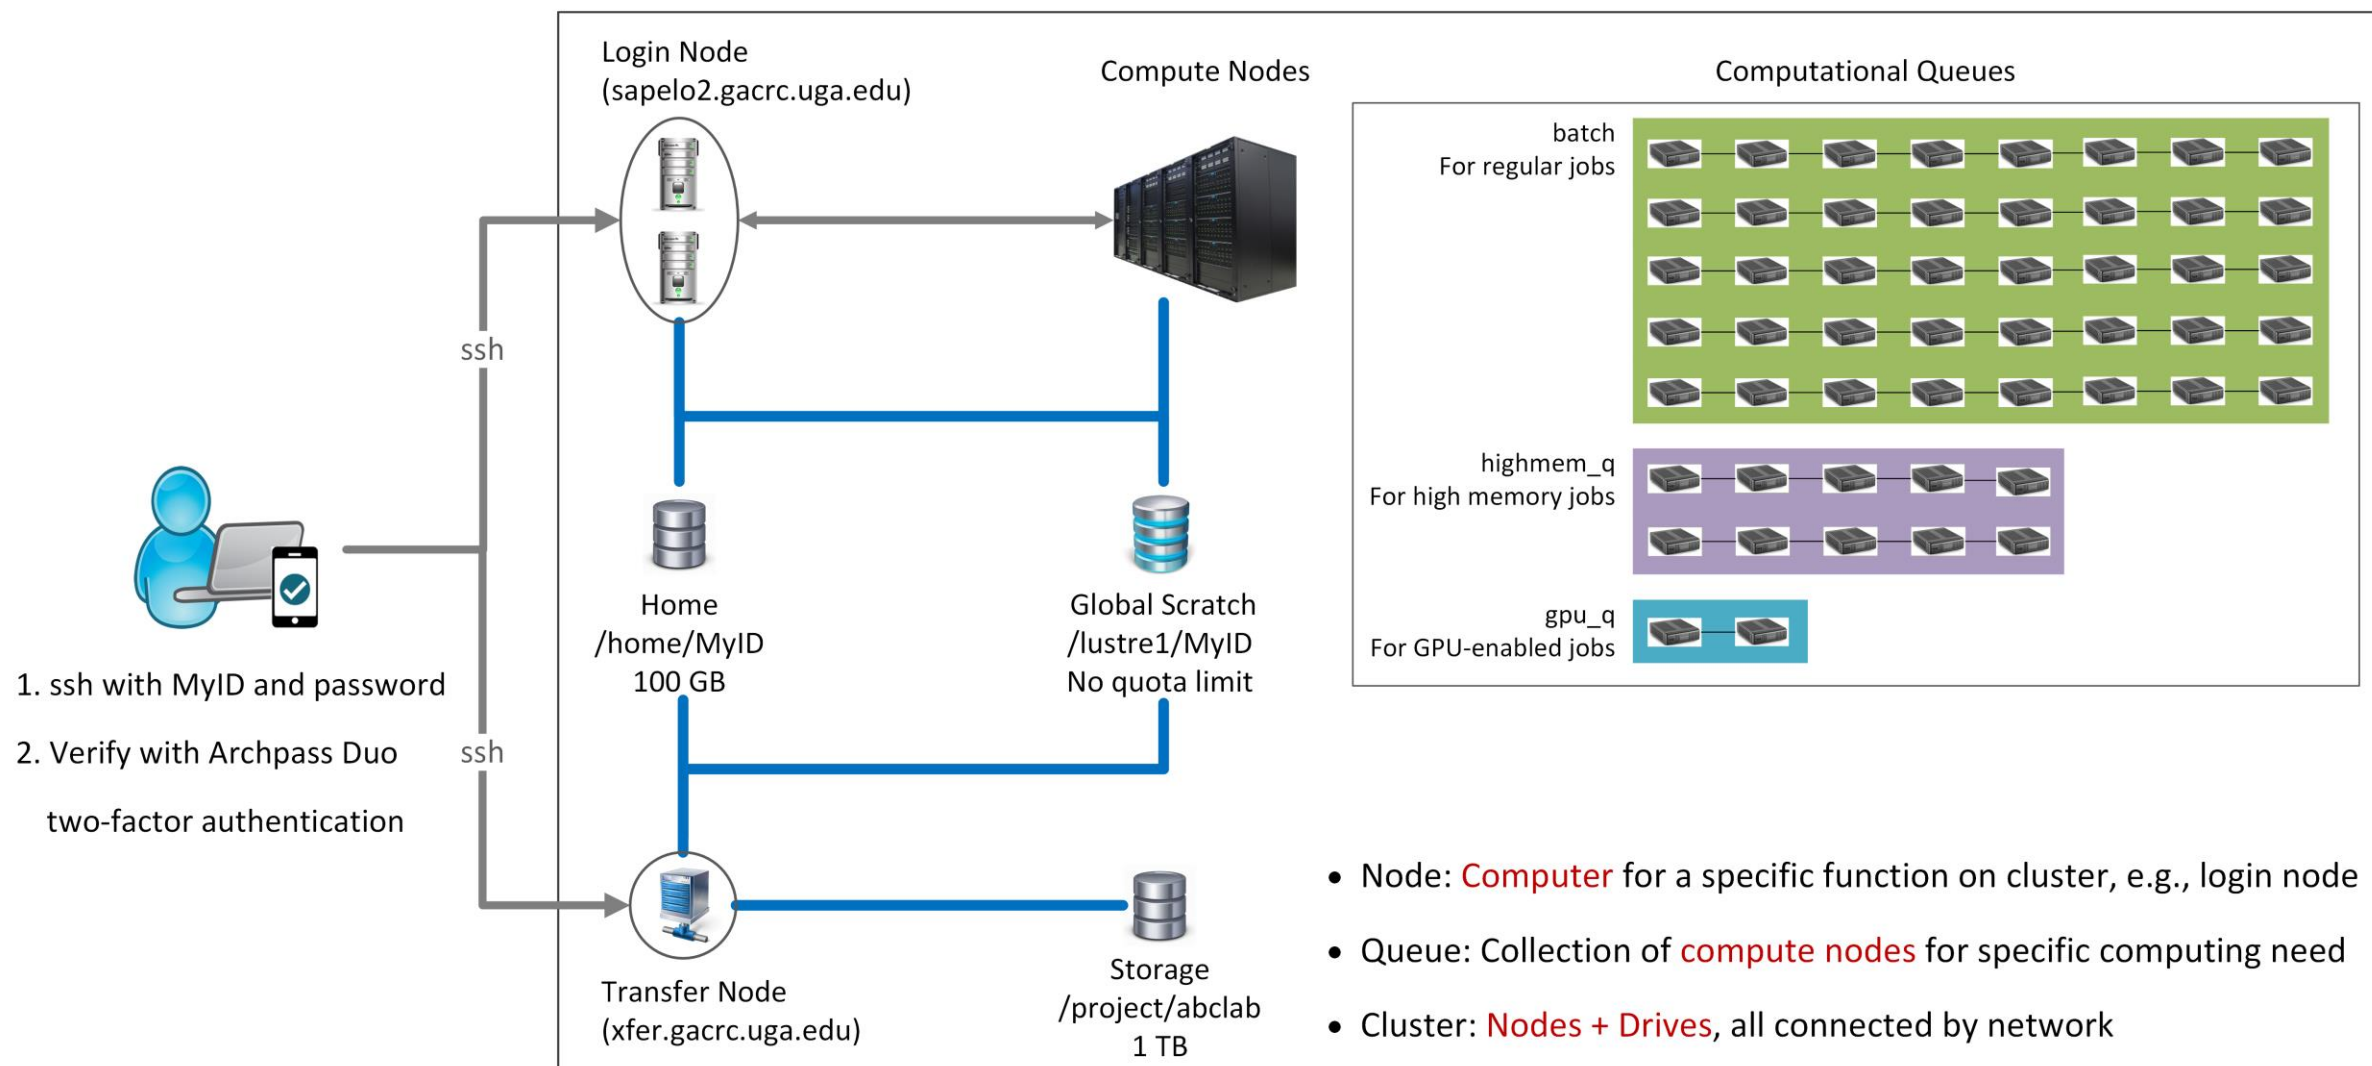 Login Node
(sapelo2.gacrc.uga.edu)
Compute Nodes
Computational Queues
batch
For regular jobs
highmem_q
For high memory jobs
gpu_q
For GPU-enabled jobs
ssh
Home
/home/MyID
100 GB
Global Scratch
/lustre1/MyID
No quota limit
1. ssh with MyID and password
2. Verify with Archpass Duo
two-factor authentication
ssh
Transfer Node
(xfer.gacrc.uga.edu)
Storage
/project/abclab
1 TB
• Node: Computer for a specific function on cluster, e.g., login node
• Queue: Collection of compute nodes for specific computing need
• Cluster: Nodes + Drives, all connected by network